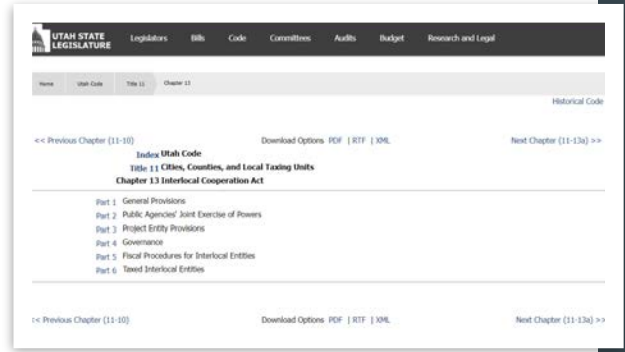 UTAH STATE
LEGISLATURE
Legislators Bills Code Committees Audits Budget Research and Legal
Home Utah Code Title 11 Chapter 13
Historical Code
<< Previous Chapter (11-10) Download Options PDF | RTF | XML Next Chapter (11-13a) >>
Index Utah Code
Title 11 Cities, Counties, and Local Taxing Units
Chapter 13 Interlocal Cooperation Act
Part 1 General Provisions
Part 2 Public Agencies' Joint Exercise of Powers
Part 3 Project Entity Provisions
Part 4 Governance
Part 5 Fiscal Procedures for Interlocal Entities
Part 6 Taxed Interlocal Entities
<< Previous Chapter (11-10) Download Options PDF | RTF | XML Next Chapter (11-13a) >>